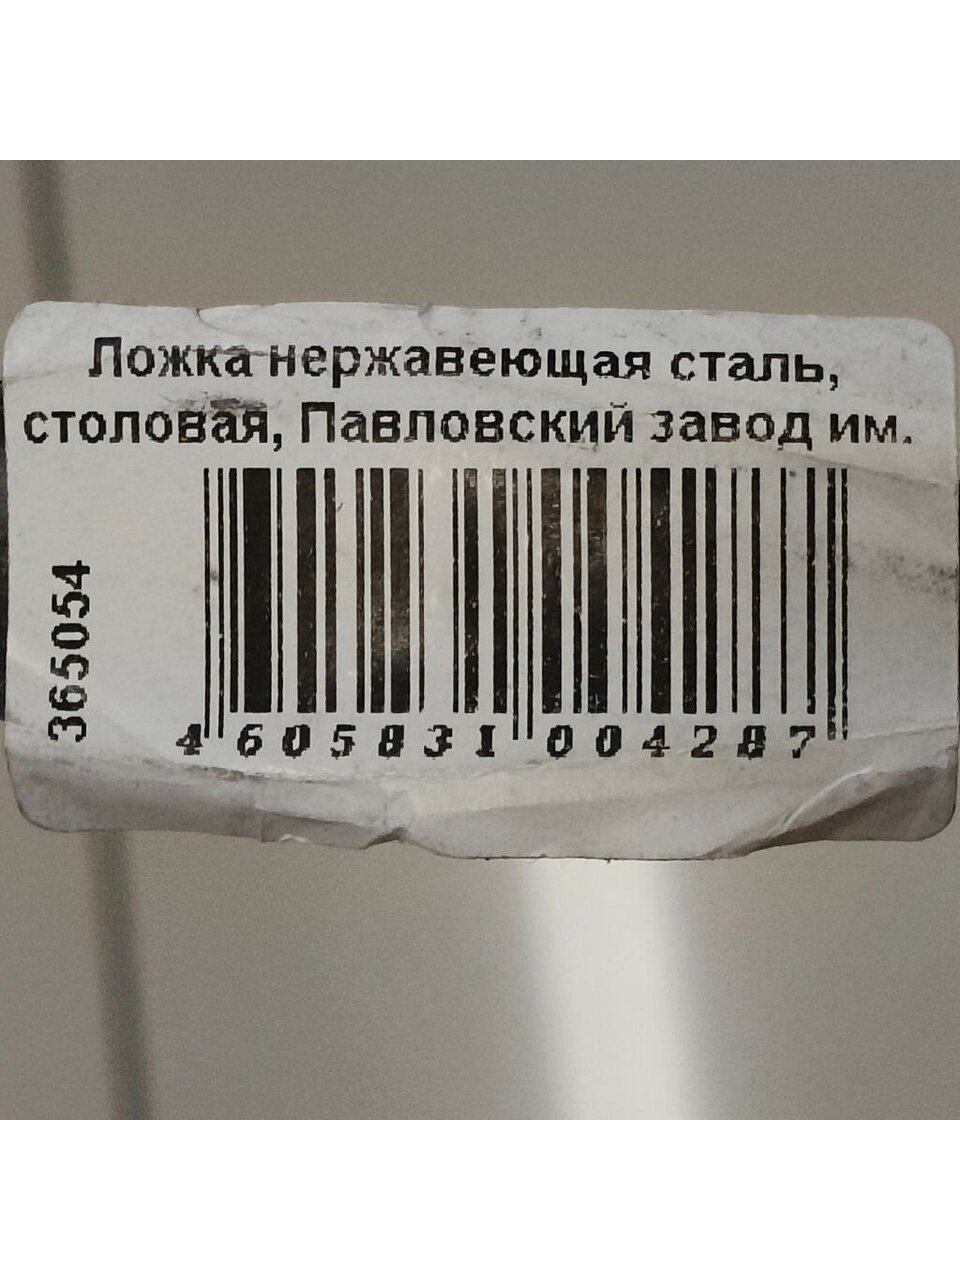 Ложка нержавеющая сталь,
столовая, Павловский завод им.
365054
4 605831 004287